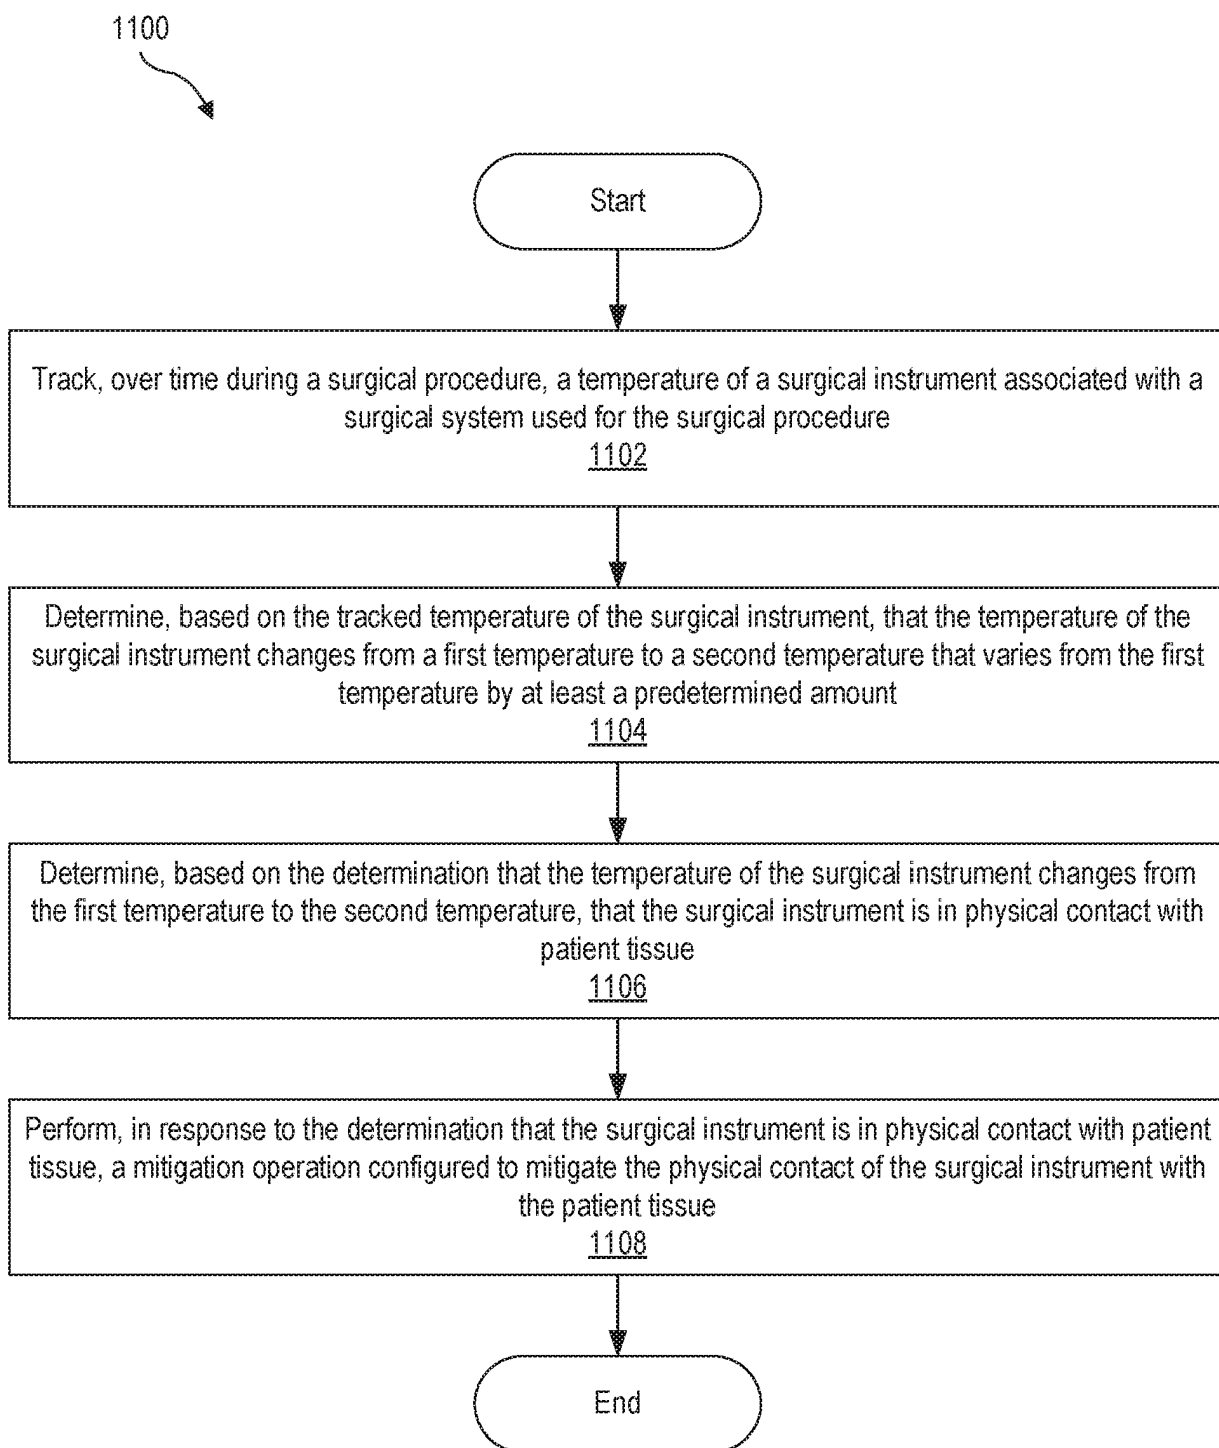 1100
Start
Track, over time during a surgical procedure, a temperature of a surgical instrument associated with a
surgical system used for the surgical procedure
1102
Determine, based on the tracked temperature of the surgical instrument, that the temperature of the
surgical instrument changes from a first temperature to a second temperature that varies from the first
temperature by at least a predetermined amount
1104
Determine, based on the determination that the temperature of the surgical instrument changes from
the first temperature to the second temperature, that the surgical instrument is in physical contact with
patient tissue
1106
Perform, in response to the determination that the surgical instrument is in physical contact with patient
tissue, a mitigation operation configured to mitigate the physical contact of the surgical instrument with
the patient tissue
1108
End